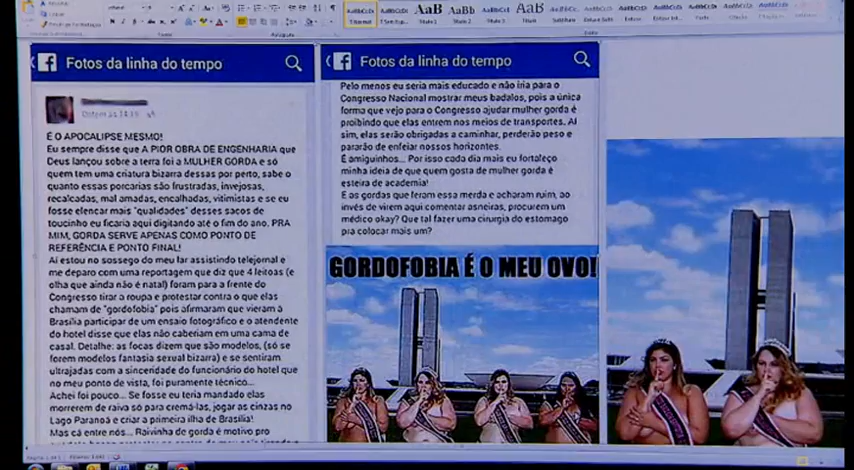 Fotos da linha do tempo
Ontem às 14:19
É O APOCALIPSE MESMO!
Eu sempre disse que A PIOR OBRA DE ENGENHARIA que
Deus lançou sobre a terra foi a MULHER GORDA e só
quem tem uma criatura bizarra dessas por perto, sabe o
quanto essas porcarias são frustradas, invejosas,
recalcadas, mal amadas, encalhadas, vitimistas e se eu
fosse elencar mais "qualidades" desses sacos de
toucinho eu ficaria aqui digitando até o fim do ano. PRA
MIM, GORDA SERVE APENAS COMO PONTO DE
REFERÊNCIA E PONTO FINAL!
Aí estou no sossego do meu lar assistindo telejornal e
me deparo com uma reportagem que diz que 4 leitoas (e
olha que ainda não é natal) foram para a frente do
Congresso tirar a roupa e protestar contra o que elas
chamam de "gordofobia" pois afirmaram que vieram a
Brasília participar de um ensaio fotográfico e o atendente
do hotel disse que elas não caberiam em uma cama de
casal. Detalhe: as focas dizem que são modelos, (só se
forem modelos fantasia sexual bizarra) e se sentiram
ultrajadas com a sinceridade do funcionário do hotel que
no meu ponto de vista, foi puramente técnico...
Achei foi pouco... Se fosse eu teria mandado elas
morrerem de raiva só para cremá-las, jogar as cinzas no
Lago Paranoá e criar a primeira ilha de Brasília!
Mas cá entre nós... Raivinha de gorda é motivo pro
Fotos da linha do tempo
Pelo menos eu seria mais educado e não iria para o
Congresso Nacional mostrar meus badalos, pois a única
forma que vejo para o Congresso ajudar mulher gorda é
proibindo que elas entrem nos meios de transportes. Aí
sim, elas serão obrigadas a caminhar, perderão peso e
pararão de enfeiar nossos horizontes.
É amiguinhos... Por isso cada dia mais eu fortaleço
minha ideia de que quem gosta de mulher gorda é
esteira de academia!
E as gordas que leram essa merda e acharam ruim, ao
invés de virem aqui comentar asneiras, procurem um
médico okay? Que tal fazer uma cirurgia do estomago
pra colocar mais um?
GORDOFOBIA É O MEU OVO!